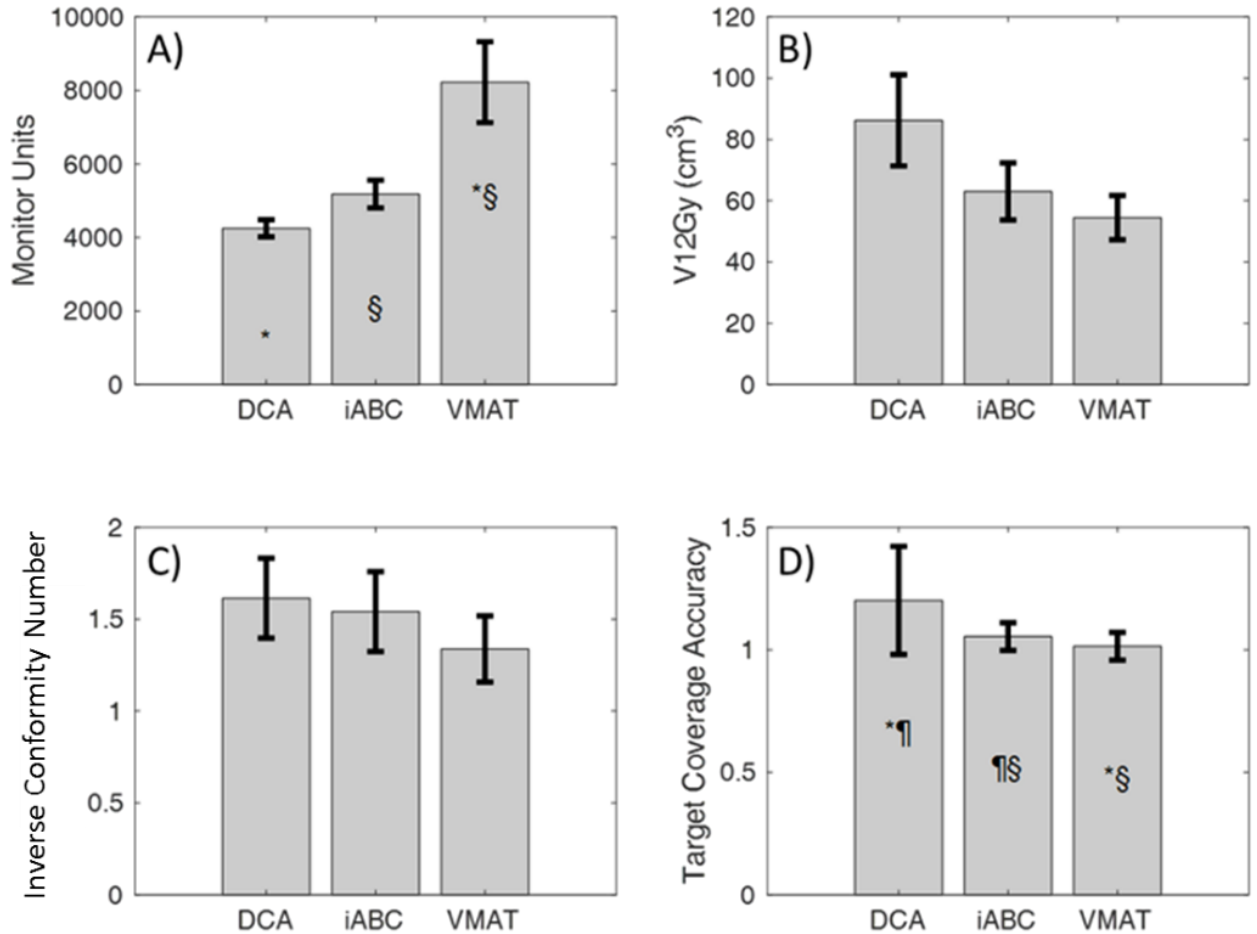 A)
Monitor Units
10000
8000
6000
4000
2000
0
*
§
*§
DCA iABC VMAT
B)
V12Gy (cm³)
120
100
80
60
40
20
0
DCA iABC VMAT
C)
Inverse Conformity Number
2
1.5
1
0.5
0
DCA iABC VMAT
D)
Target Coverage Accuracy
1.5
1
0.5
0
*¶
¶§
*§
DCA iABC VMAT